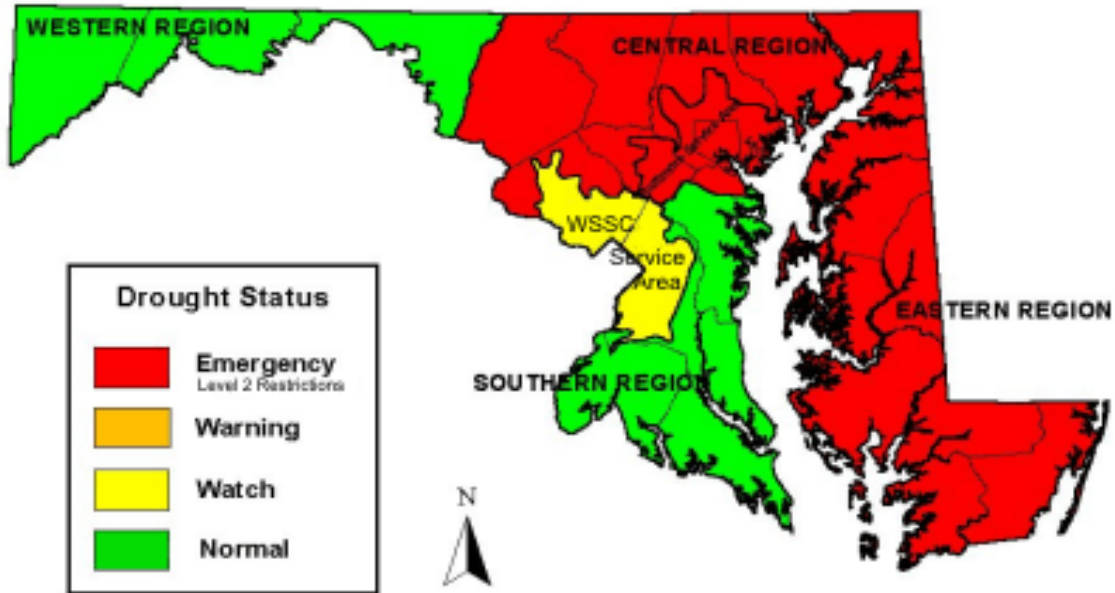 WESTERN REGION
CENTRAL REGION
WSSC
Service
Area
EASTERN REGION
SOUTHERN REGION
Drought Status
Emergency
Level 2 Restrictions
Warning
Watch
Normal
N